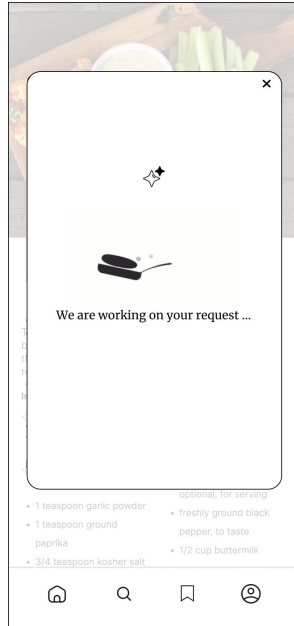 We are working on your request ...
optional, for serving
• 1 teaspoon garlic powder
• freshly ground black
• 1 teaspoon ground
pepper, to taste
paprika
• 1/2 cup buttermilk
• 3/4 teaspoon kosher salt